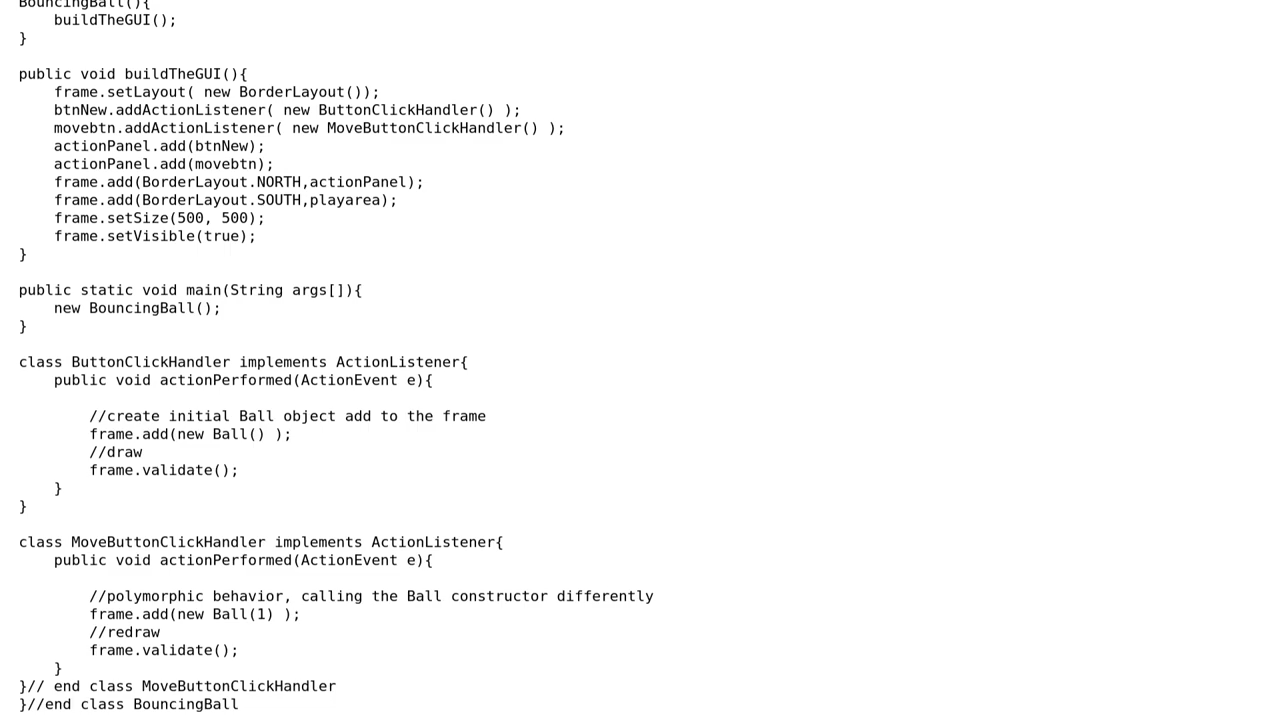 BouncingBall(){
    buildTheGUI();
}

public void buildTheGUI(){
    frame.setLayout( new BorderLayout());
    btnNew.addActionListener( new ButtonClickHandler() );
    movebtn.addActionListener( new MoveButtonClickHandler() );
    actionPanel.add(btnNew);
    actionPanel.add(movebtn);
    frame.add(BorderLayout.NORTH,actionPanel);
    frame.add(BorderLayout.SOUTH,playarea);
    frame.setSize(500, 500);
    frame.setVisible(true);
}

public static void main(String args[]){
    new BouncingBall();
}

class ButtonClickHandler implements ActionListener{
    public void actionPerformed(ActionEvent e){

        //create initial Ball object add to the frame
        frame.add(new Ball() );
        //draw
        frame.validate();
    }
}

class MoveButtonClickHandler implements ActionListener{
    public void actionPerformed(ActionEvent e){

        //polymorphic behavior, calling the Ball constructor differently
        frame.add(new Ball(1) );
        //redraw
        frame.validate();
    }
}// end class MoveButtonClickHandler
}//end class BouncingBall